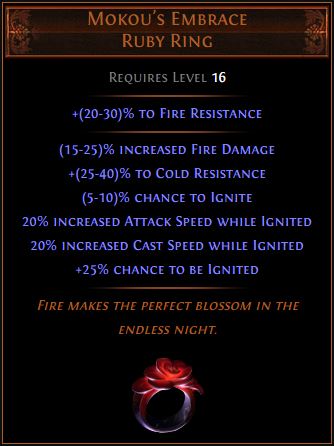 Mokou's Embrace
Ruby Ring
Requires Level 16
+(20-30)% to Fire Resistance
(15-25)% increased Fire Damage
+(25-40)% to Cold Resistance
(5-10)% chance to Ignite
20% increased Attack Speed while Ignited
20% increased Cast Speed while Ignited
+25% chance to be Ignited
Fire makes the perfect blossom in the
endless night.